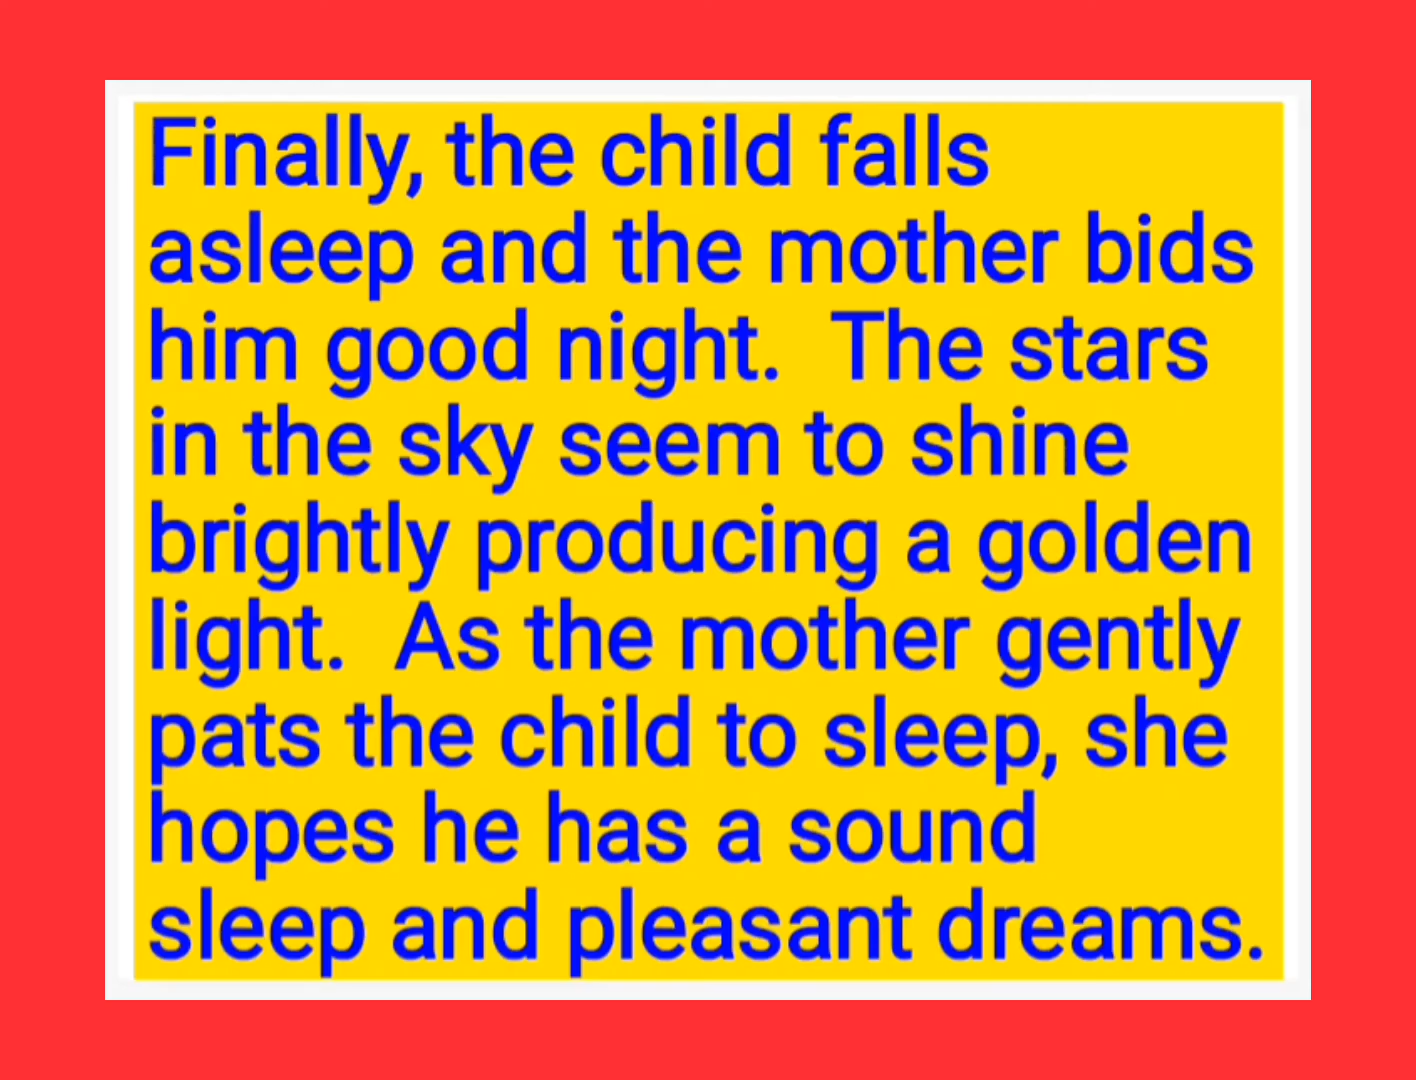 Finally, the child falls
asleep and the mother bids
him good night.  The stars
in the sky seem to shine
brightly producing a golden
light.  As the mother gently
pats the child to sleep, she
hopes he has a sound
sleep and pleasant dreams.